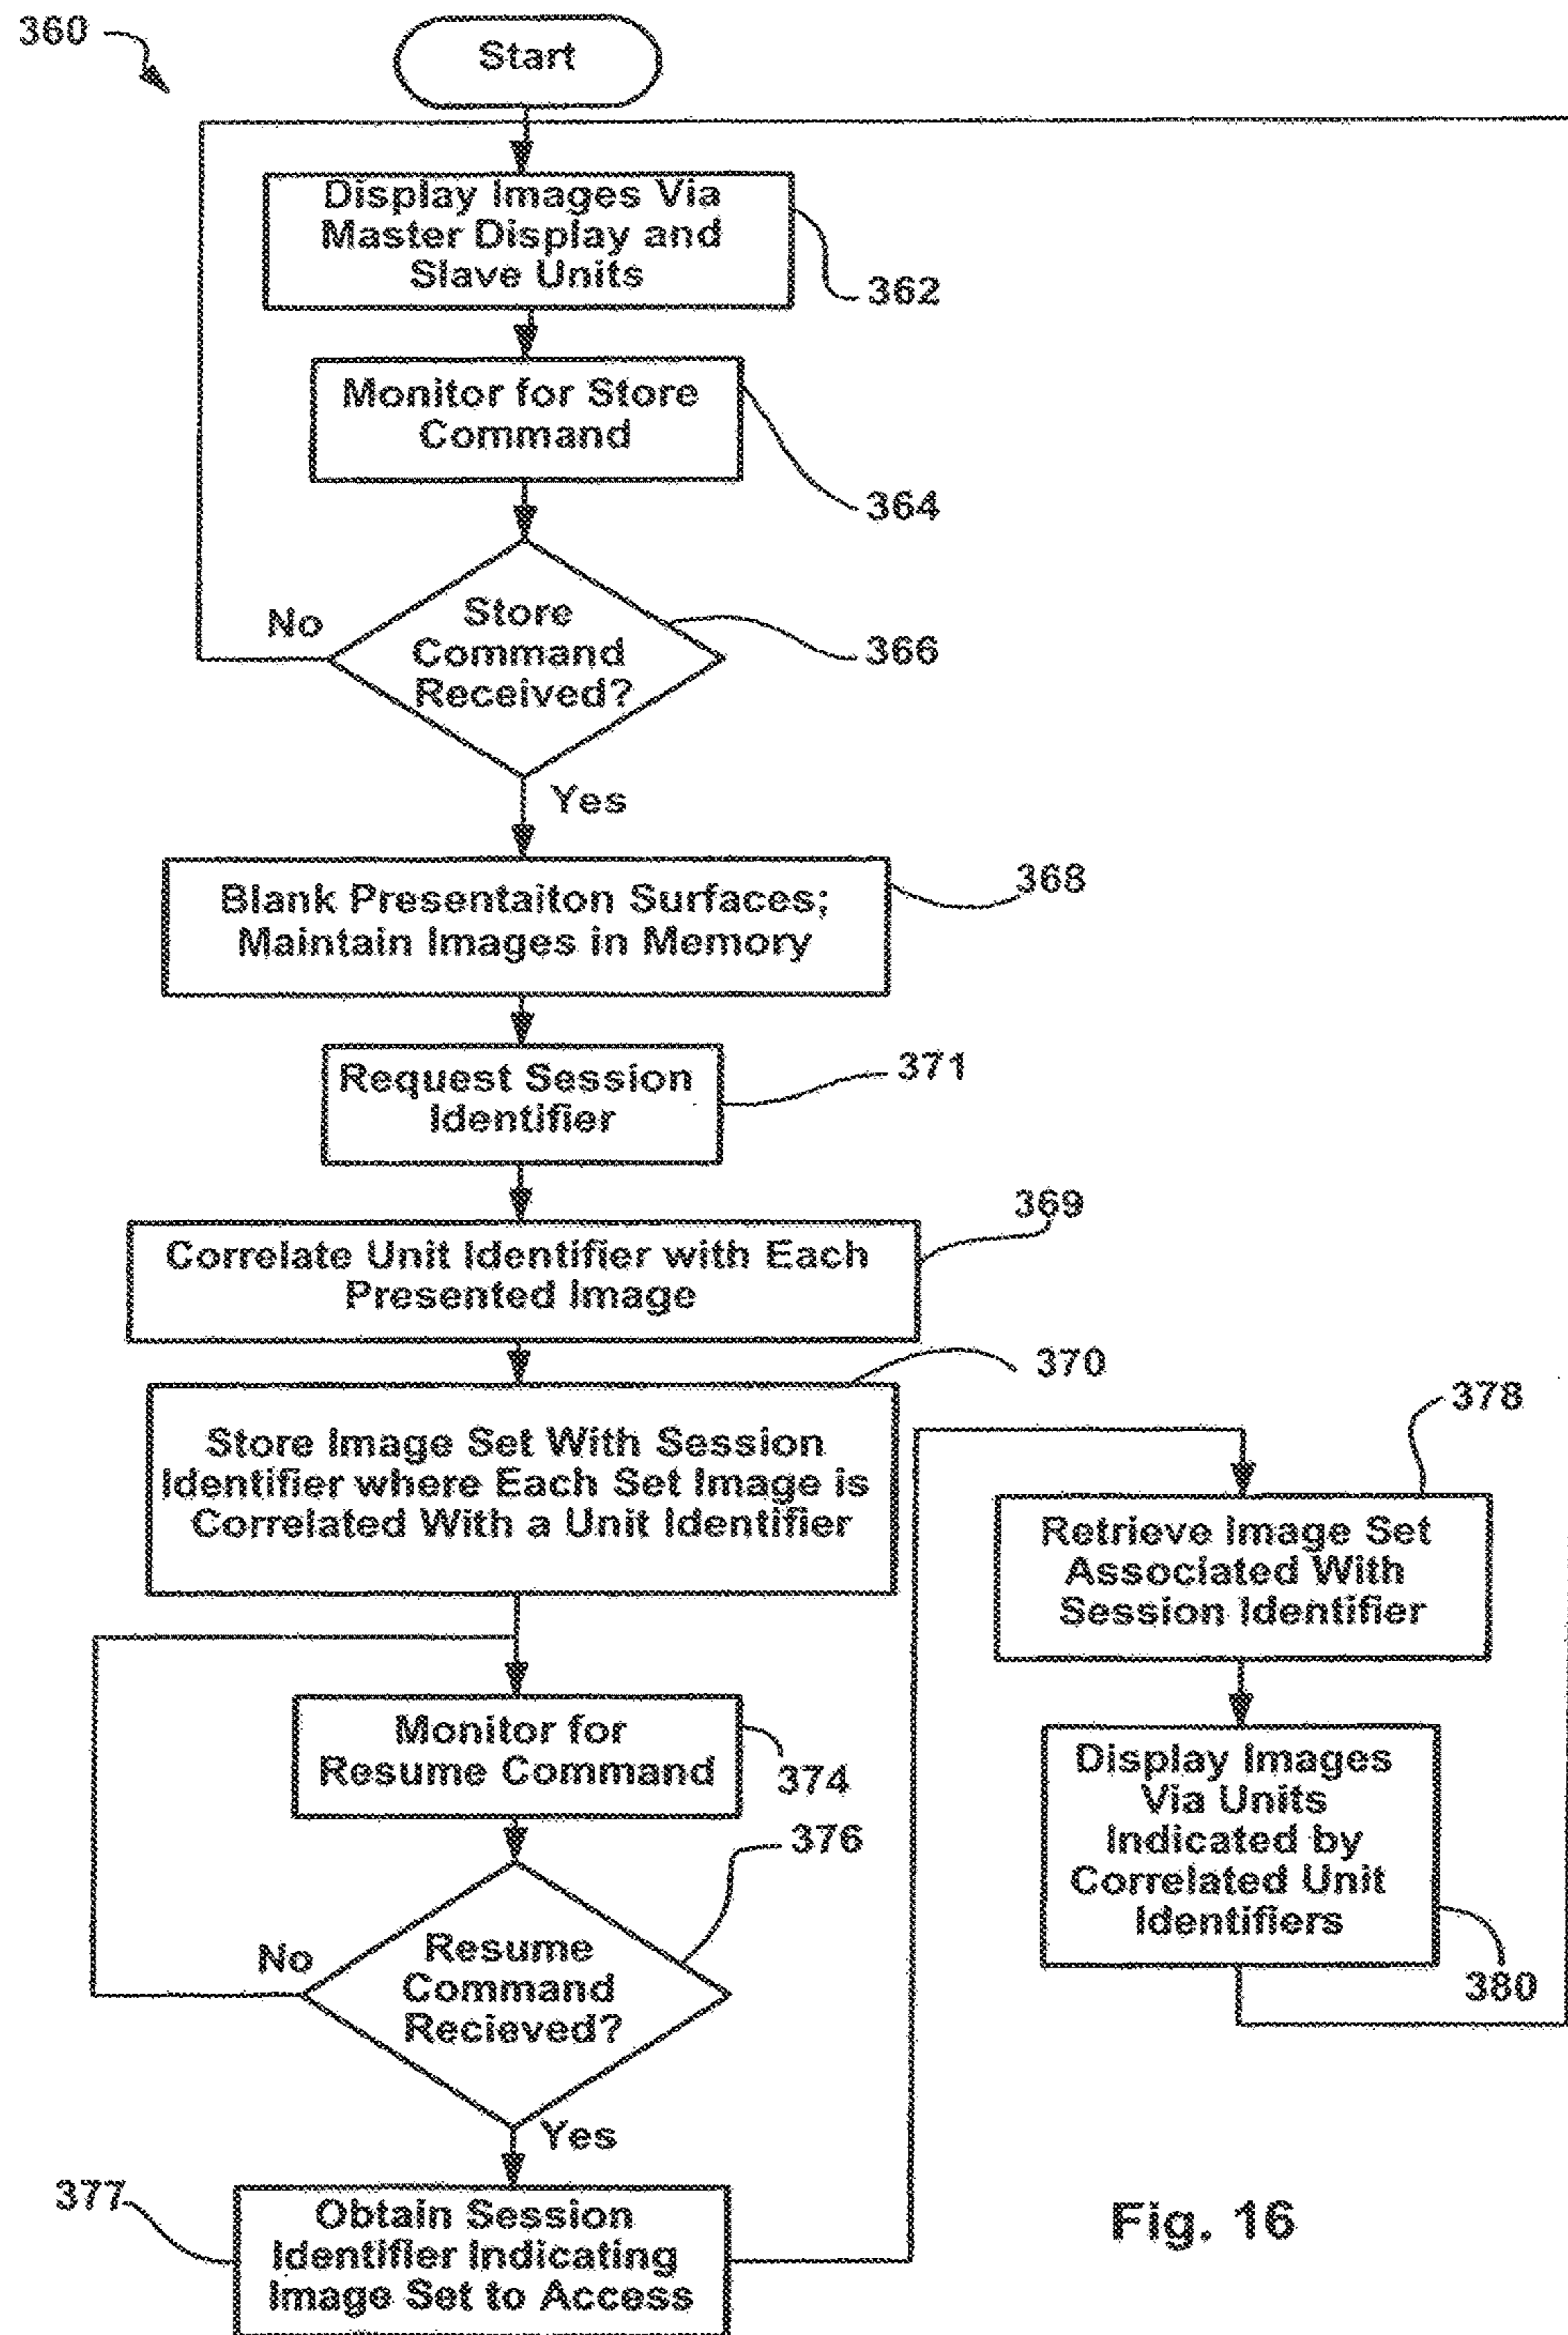 360
Start
Display Images Via
Master Display and
Slave Units
362
Monitor for Store
Command
364
Store
Command
Received?
No
366
Yes
Blank Presentaiton Surfaces;
Maintain Images in Memory
368
Request Session
Identifier
371
369
Correlate Unit Identifier with Each
Presented Image
370
Store Image Set With Session
Identifier where Each Set Image is
Correlated With a Unit Identifier
Monitor for
Resume Command
374
376
No
Resume
Command
Recieved?
Yes
377
Obtain Session
Identifier Indicating
Image Set to Access
378
Retrieve Image Set
Associated With
Session Identifier
Display Images
Via Units
Indicated by
Correlated Unit
Identifiers
380
Fig. 16